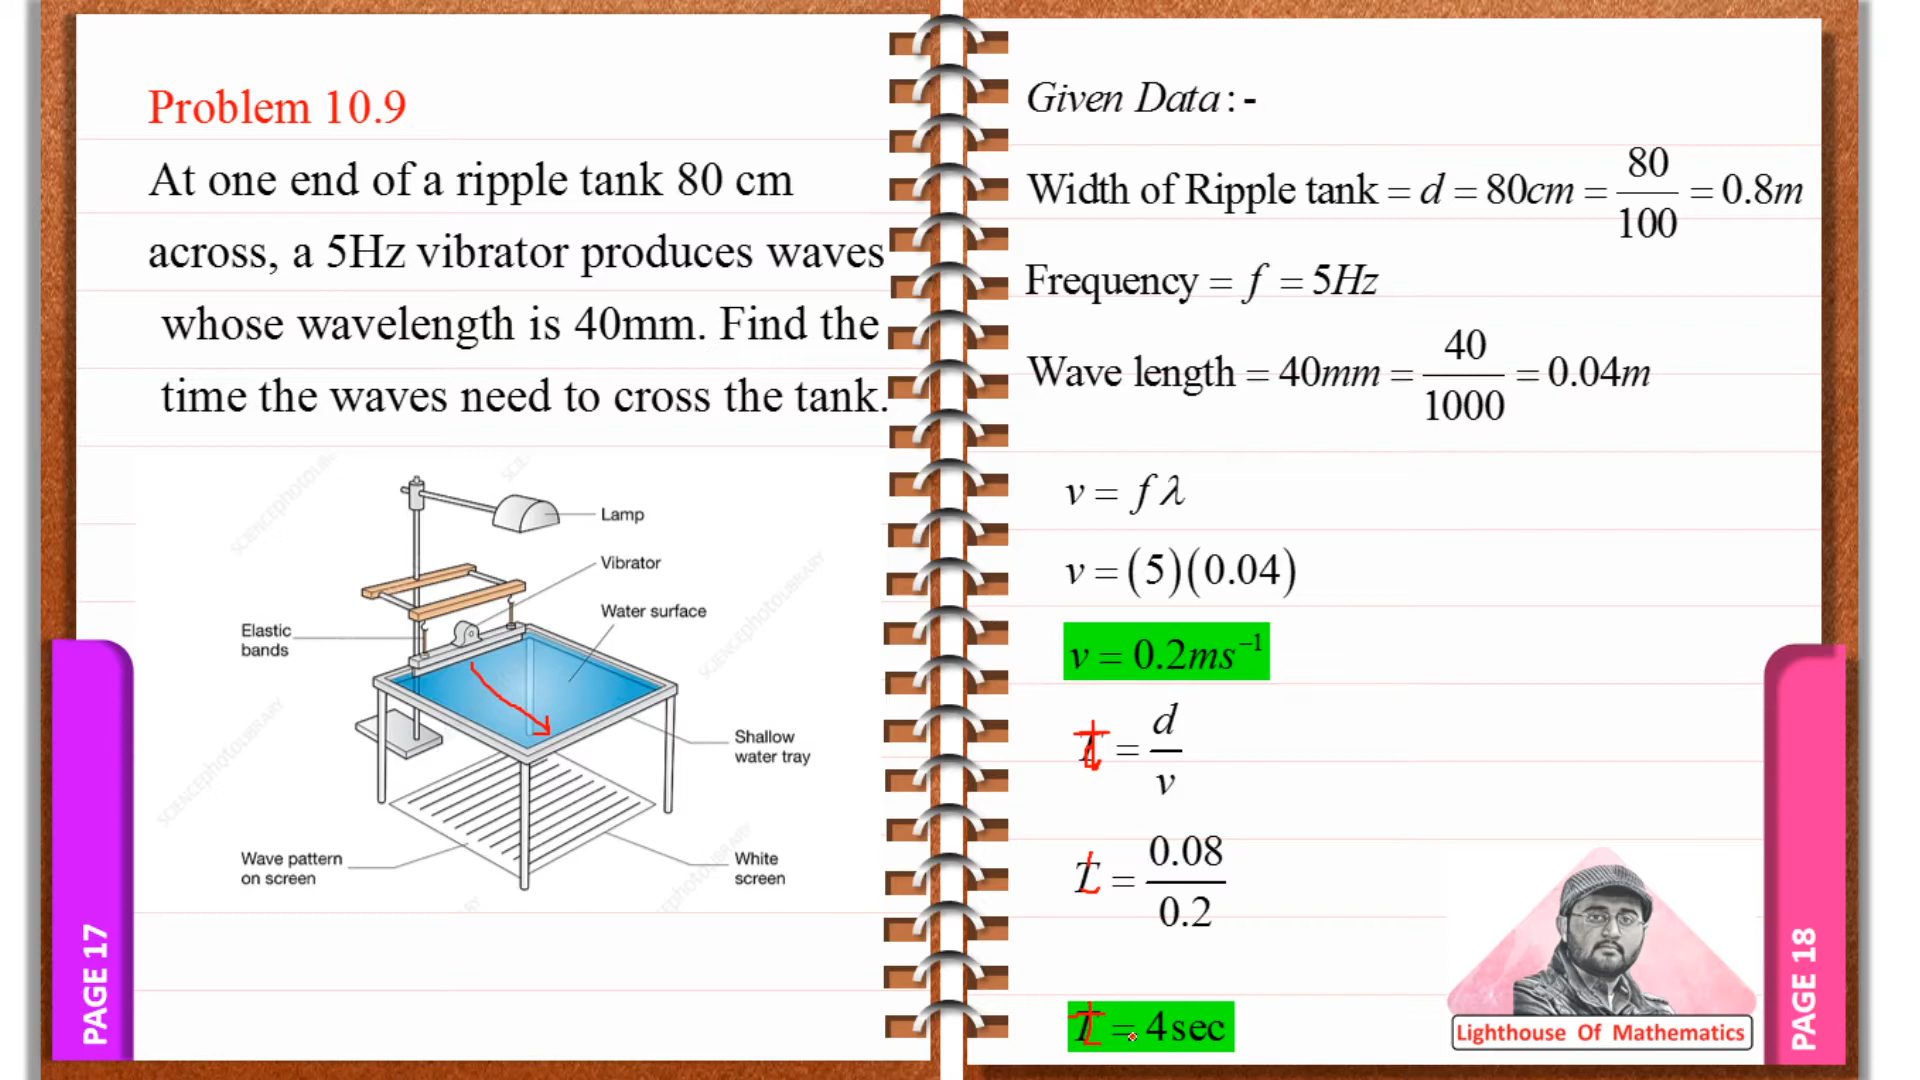 Problem 10.9
At one end of a ripple tank 80 cm
across, a 5Hz vibrator produces waves
whose wavelength is 40mm. Find the
time the waves need to cross the tank.
Lamp
Vibrator
Water surface
Elastic
bands
Shallow
water tray
Wave pattern
on screen
White
screen
SCIENCEPHOTOLIBRARY
PAGE 17
Given Data :-
Width of Ripple tank = d = 80cm = 80/100 = 0.8m
Frequency = f = 5Hz
Wave length = 40mm = 40/1000 = 0.04m
v = fλ
v = (5)(0.04)
v = 0.2ms⁻¹
t = d/v
t = 0.08/0.2
t = 4sec
Lighthouse Of Mathematics
PAGE 18